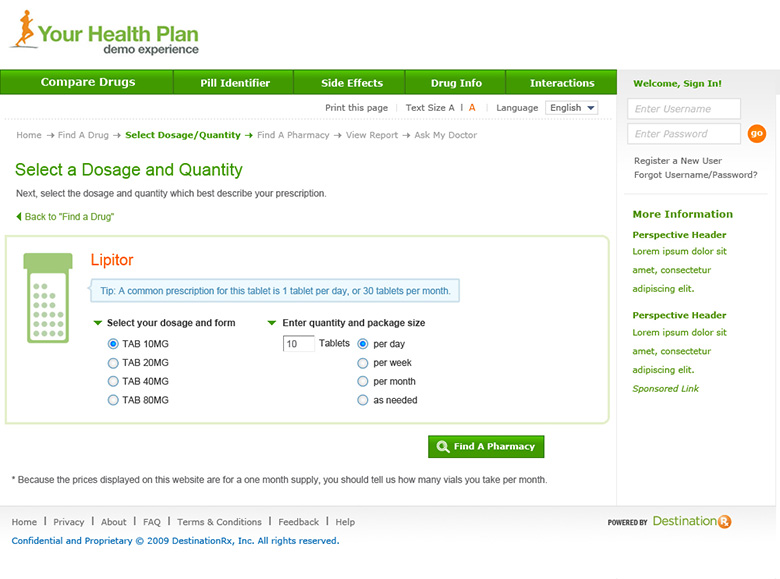 Your Health Plan
demo experience
Compare Drugs Pill Identifier Side Effects Drug Info Interactions
Print this page | Text Size A | A Language English
Home → Find A Drug → Select Dosage/Quantity → Find A Pharmacy → View Report → Ask My Doctor
Select a Dosage and Quantity
Next, select the dosage and quantity which best describe your prescription.
Back to "Find a Drug"
Lipitor
Tip: A common prescription for this tablet is 1 tablet per day, or 30 tablets per month.
Select your dosage and form
TAB 10MG
TAB 20MG
TAB 40MG
TAB 80MG
Enter quantity and package size
10 Tablets per day
per week
per month
as needed
Find A Pharmacy
* Because the prices displayed on this website are for a one month supply, you should tell us how many vials you take per month.
Welcome, Sign In!
Enter Username
Enter Password go
Register a New User
Forgot Username/Password?
More Information
Perspective Header
Lorem ipsum dolor sit
amet, consectetur
adipiscing elit.
Perspective Header
Lorem ipsum dolor sit
amet, consectetur
adipiscing elit.
Sponsored Link
Home | Privacy | About | FAQ | Terms & Conditions | Feedback | Help
Confidential and Proprietary © 2009 DestinationRx, Inc. All rights reserved.
POWERED BY DestinationRx